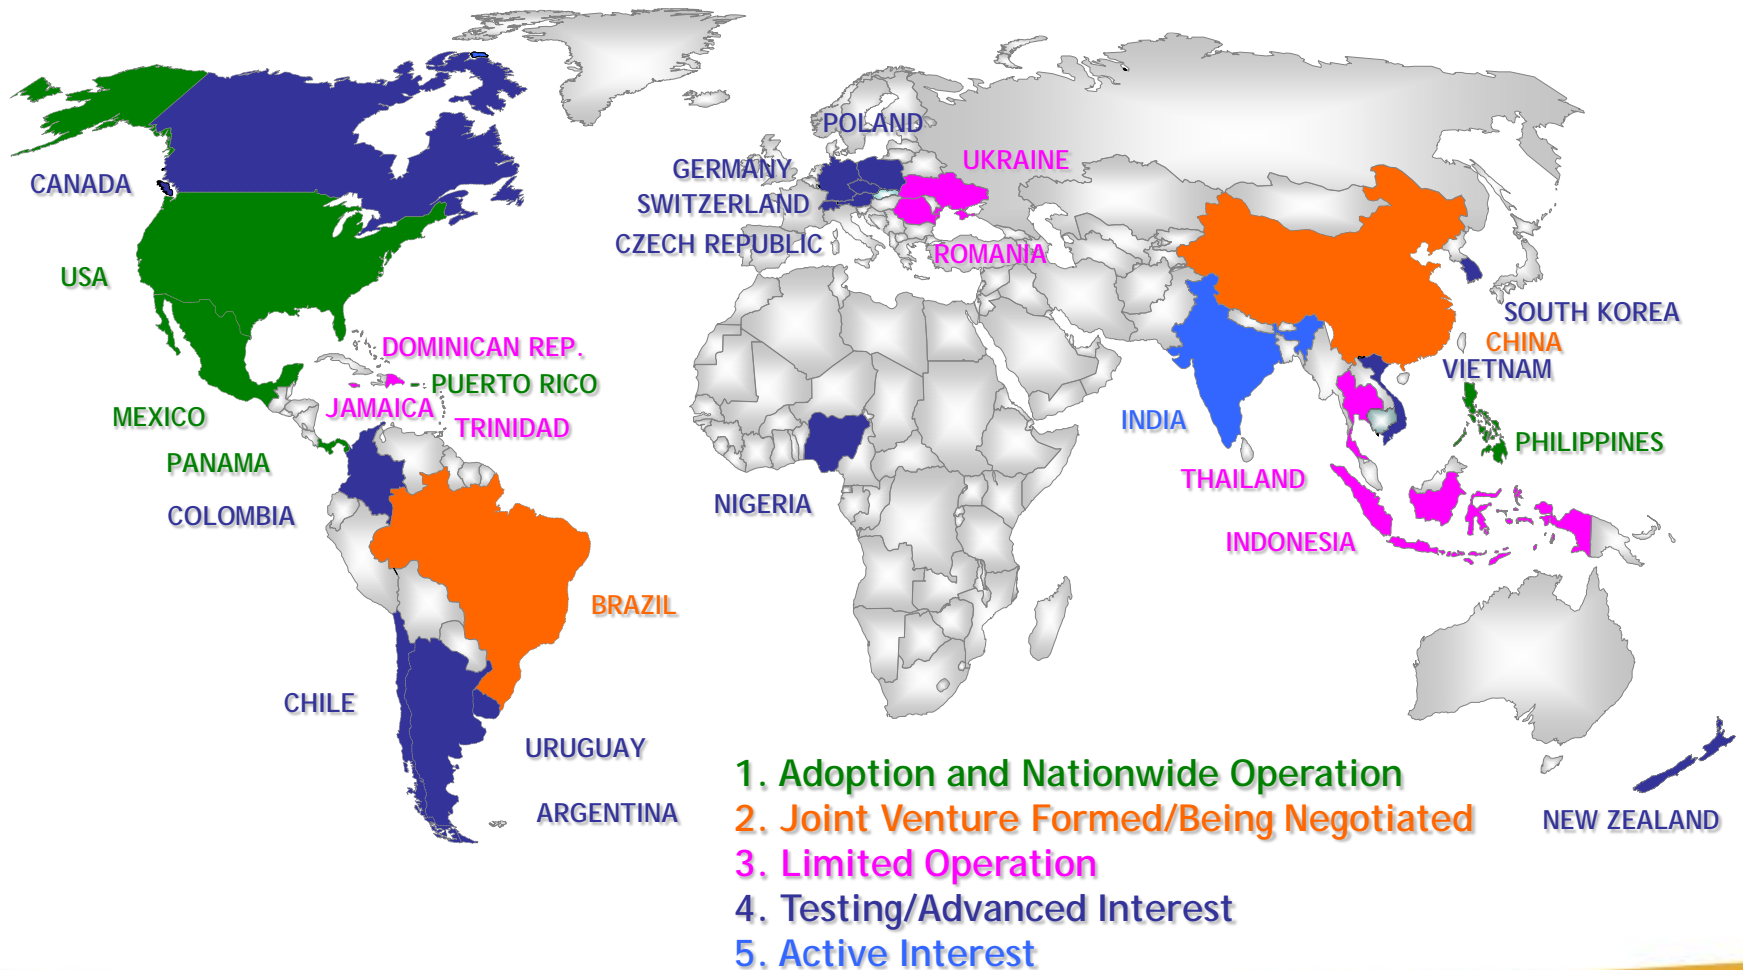 POLAND
UKRAINE
GERMANY
CANADA
SWITZERLAND
CZECH REPUBLIC
ROMANIA
USA
SOUTH KOREA
CHINA
DOMINICAN REP.
VIETNAM
PUERTO RICO
JAMAICA
MEXICO
TRINIDAD
INDIA
PHILIPPINES
PANAMA
THAILAND
NIGERIA
COLOMBIA
INDONESIA
BRAZIL
CHILE
URUGUAY
ARGENTINA
NEW ZEALAND
1. Adoption and Nationwide Operation
2. Joint Venture Formed/Being Negotiated
3. Limited Operation
4. Testing/Advanced Interest
5. Active Interest